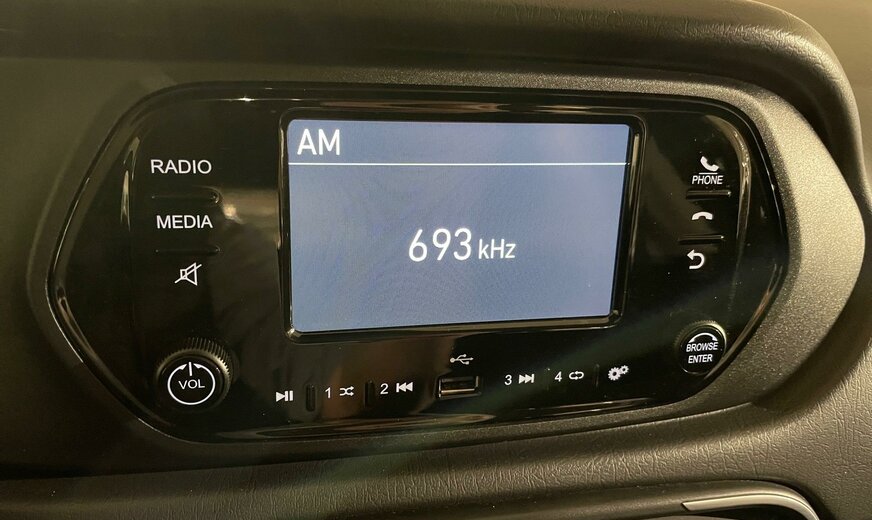 AM
693 kHz
RADIO
MEDIA
VOL
1
2
3
4
PHONE
BROWSE
ENTER